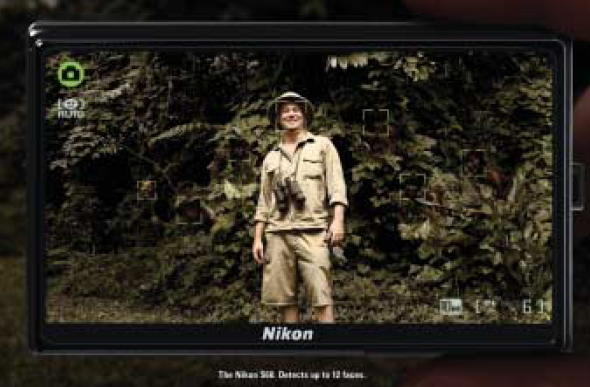 AUTO
Nikon
The Nikon S60. Detects up to 12 faces.